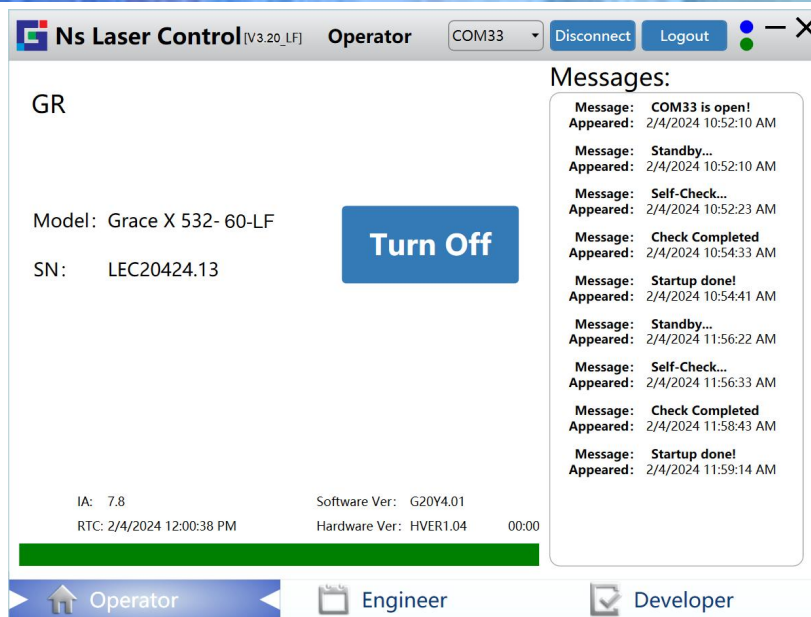 Ns Laser Control [V3.20_LF] Operator COM33 Disconnect Logout
GR
Model: Grace X 532- 60-LF
SN: LEC20424.13
Turn Off
IA: 7.8
Software Ver: G20Y4.01
RTC: 2/4/2024 12:00:38 PM
Hardware Ver: HVER1.04
00:00
Messages:
Message: COM33 is open!
Appeared: 2/4/2024 10:52:10 AM
Message: Standby...
Appeared: 2/4/2024 10:52:10 AM
Message: Self-Check...
Appeared: 2/4/2024 10:52:23 AM
Message: Check Completed
Appeared: 2/4/2024 10:54:33 AM
Message: Startup done!
Appeared: 2/4/2024 10:54:41 AM
Message: Standby...
Appeared: 2/4/2024 11:56:22 AM
Message: Self-Check...
Appeared: 2/4/2024 11:56:33 AM
Message: Check Completed
Appeared: 2/4/2024 11:58:43 AM
Message: Startup done!
Appeared: 2/4/2024 11:59:14 AM
Operator
Engineer
Developer